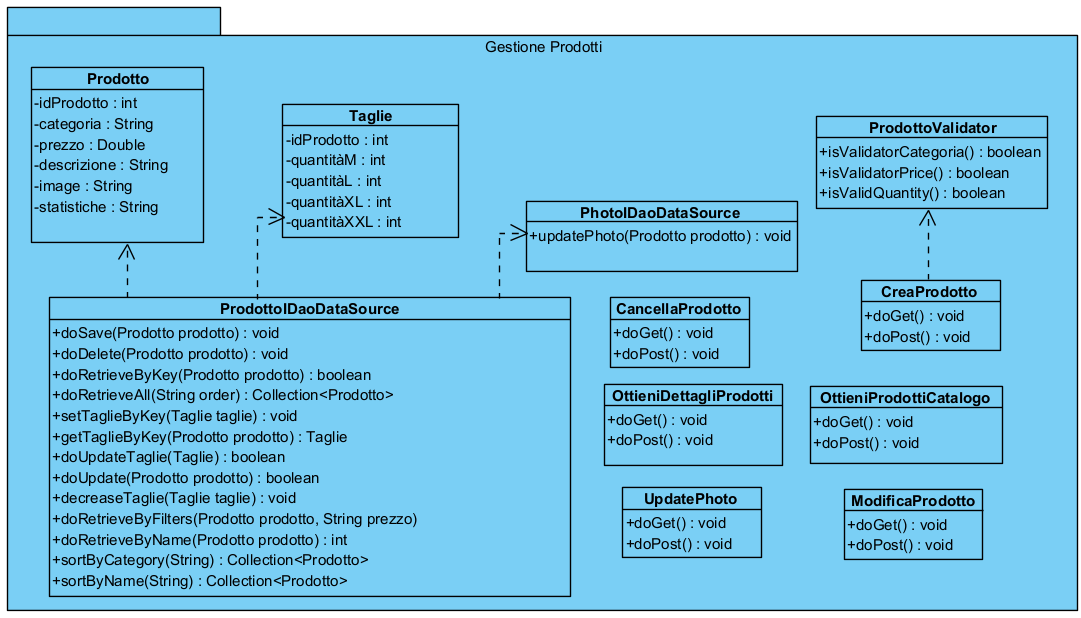 Gestione Prodotti
Prodotto
-idProdotto : int
-categoria : String
-prezzo : Double
-descrizione : String
-image : String
-statistiche : String
Taglie
-idProdotto : int
-quantitàM : int
-quantitàL : int
-quantitàXL : int
-quantitàXXL : int
PhotoIDaoDataSource
+updatePhoto(Prodotto prodotto) : void
ProdottoValidator
+isValidatorCategoria() : boolean
+isValidatorPrice() : boolean
+isValidQuantity() : boolean
ProdottoIDaoDataSource
+doSave(Prodotto prodotto) : void
+doDelete(Prodotto prodotto) : void
+doRetrieveByKey(Prodotto prodotto) : boolean
+doRetrieveAll(String order) : Collection<Prodotto>
+setTaglieByKey(Taglie taglie) : void
+getTaglieByKey(Prodotto prodotto) : Taglie
+doUpdateTaglie(Taglie) : boolean
+doUpdate(Prodotto prodotto) : boolean
+decreaseTaglie(Taglie taglie) : void
+doRetrieveByFilters(Prodotto prodotto, String prezzo)
+doRetrieveByName(Prodotto prodotto) : int
+sortByCategory(String) : Collection<Prodotto>
+sortByName(String) : Collection<Prodotto>
CancellaProdotto
+doGet() : void
+doPost() : void
CreaProdotto
+doGet() : void
+doPost() : void
OttieniDettagliProdotti
+doGet() : void
+doPost() : void
OttieniProdottiCatalogo
+doGet() : void
+doPost() : void
UpdatePhoto
+doGet() : void
+doPost() : void
ModificaProdotto
+doGet() : void
+doPost() : void